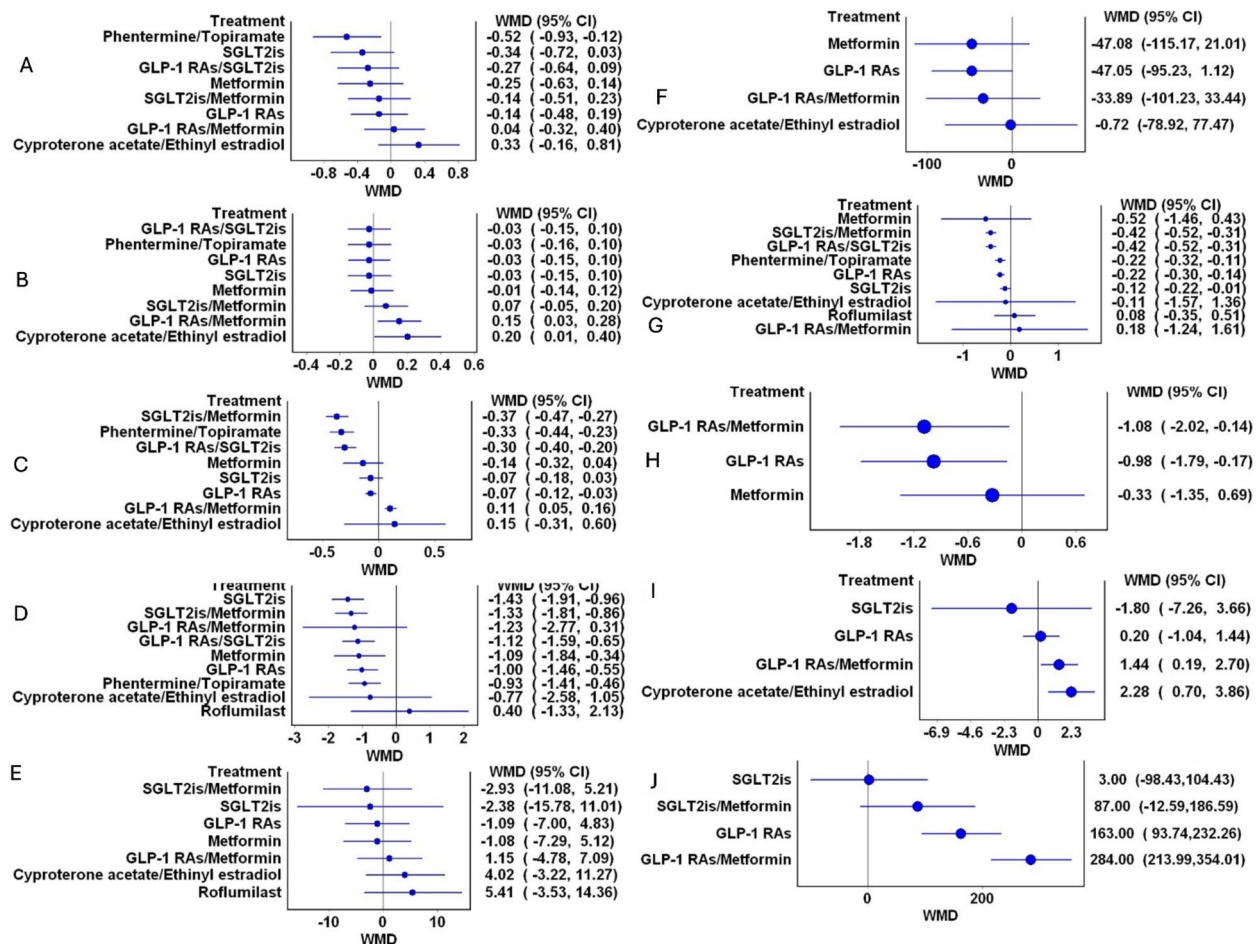 A
Treatment WMD (95% CI)
Phentermine/Topiramate -0.52 (-0.93, -0.12)
SGLT2is -0.34 (-0.72, 0.03)
GLP-1 RAs/SGLT2is -0.27 (-0.64, 0.09)
Metformin -0.25 (-0.63, 0.14)
SGLT2is/Metformin -0.14 (-0.51, 0.23)
GLP-1 RAs -0.14 (-0.48, 0.19)
GLP-1 RAs/Metformin 0.04 (-0.32, 0.40)
Cyproterone acetate/Ethinyl estradiol 0.33 (-0.16, 0.81)
-0.8 -0.4 0 0.4 0.8
WMD
B
Treatment WMD (95% CI)
GLP-1 RAs/SGLT2is -0.03 (-0.15, 0.10)
Phentermine/Topiramate -0.03 (-0.16, 0.10)
GLP-1 RAs -0.03 (-0.15, 0.10)
SGLT2is -0.03 (-0.15, 0.10)
Metformin -0.01 (-0.14, 0.12)
SGLT2is/Metformin 0.07 (-0.05, 0.20)
GLP-1 RAs/Metformin 0.15 ( 0.03, 0.28)
Cyproterone acetate/Ethinyl estradiol 0.20 ( 0.01, 0.40)
-0.4 -0.2 0 0.2 0.4 0.6
WMD
C
Treatment WMD (95% CI)
SGLT2is/Metformin -0.37 (-0.47, -0.27)
Phentermine/Topiramate -0.33 (-0.44, -0.23)
GLP-1 RAs/SGLT2is -0.30 (-0.40, -0.20)
Metformin -0.14 (-0.32, 0.04)
SGLT2is -0.07 (-0.18, 0.03)
GLP-1 RAs -0.07 (-0.12, -0.03)
GLP-1 RAs/Metformin 0.11 ( 0.05, 0.16)
Cyproterone acetate/Ethinyl estradiol 0.15 (-0.31, 0.60)
-0.5 0 0.5
WMD
D
Treatment WMD (95% CI)
SGLT2is -1.43 (-1.91, -0.96)
SGLT2is/Metformin -1.33 (-1.81, -0.86)
GLP-1 RAs/Metformin -1.23 (-2.77, 0.31)
GLP-1 RAs/SGLT2is -1.12 (-1.59, -0.65)
Metformin -1.09 (-1.84, -0.34)
GLP-1 RAs -1.00 (-1.46, -0.55)
Phentermine/Topiramate -0.93 (-1.41, -0.46)
Cyproterone acetate/Ethinyl estradiol -0.77 (-2.58, 1.05)
Roflumilast 0.40 (-1.33, 2.13)
-3 -2 -1 0 1 2
WMD
E
Treatment WMD (95% CI)
SGLT2is/Metformin -2.93 (-11.08, 5.21)
SGLT2is -2.38 (-15.78, 11.01)
GLP-1 RAs -1.09 (-7.00, 4.83)
Metformin -1.08 (-7.29, 5.12)
GLP-1 RAs/Metformin 1.15 (-4.78, 7.09)
Cyproterone acetate/Ethinyl estradiol 4.02 (-3.22, 11.27)
Roflumilast 5.41 (-3.53, 14.36)
-10 0 10
WMD
F
Treatment WMD (95% CI)
Metformin -47.08 (-115.17, 21.01)
GLP-1 RAs -47.05 (-95.23, 1.12)
GLP-1 RAs/Metformin -33.89 (-101.23, 33.44)
Cyproterone acetate/Ethinyl estradiol -0.72 (-78.92, 77.47)
-100 0
WMD
G
Treatment WMD (95% CI)
Metformin -0.52 (-1.46, 0.43)
SGLT2is/Metformin -0.42 (-0.52, -0.31)
GLP-1 RAs/SGLT2is -0.42 (-0.52, -0.31)
Phentermine/Topiramate -0.22 (-0.32, -0.11)
GLP-1 RAs -0.22 (-0.30, -0.14)
SGLT2is -0.12 (-0.22, -0.01)
Cyproterone acetate/Ethinyl estradiol -0.11 (-1.57, 1.36)
Roflumilast 0.08 (-0.35, 0.51)
GLP-1 RAs/Metformin 0.18 (-1.24, 1.61)
-1 0 1
WMD
H
Treatment WMD (95% CI)
GLP-1 RAs/Metformin -1.08 (-2.02, -0.14)
GLP-1 RAs -0.98 (-1.79, -0.17)
Metformin -0.33 (-1.35, 0.69)
-1.8 -1.2 -0.6 0 0.6
WMD
I
Treatment WMD (95% CI)
SGLT2is -1.80 (-7.26, 3.66)
GLP-1 RAs 0.20 (-1.04, 1.44)
GLP-1 RAs/Metformin 1.44 ( 0.19, 2.70)
Cyproterone acetate/Ethinyl estradiol 2.28 ( 0.70, 3.86)
-6.9 -4.6 -2.3 0 2.3
WMD
J
Treatment WMD (95% CI)
SGLT2is 3.00 (-98.43,104.43)
SGLT2is/Metformin 87.00 (-12.59,186.59)
GLP-1 RAs 163.00 ( 93.74,232.26)
GLP-1 RAs/Metformin 284.00 (213.99,354.01)
0 200
WMD